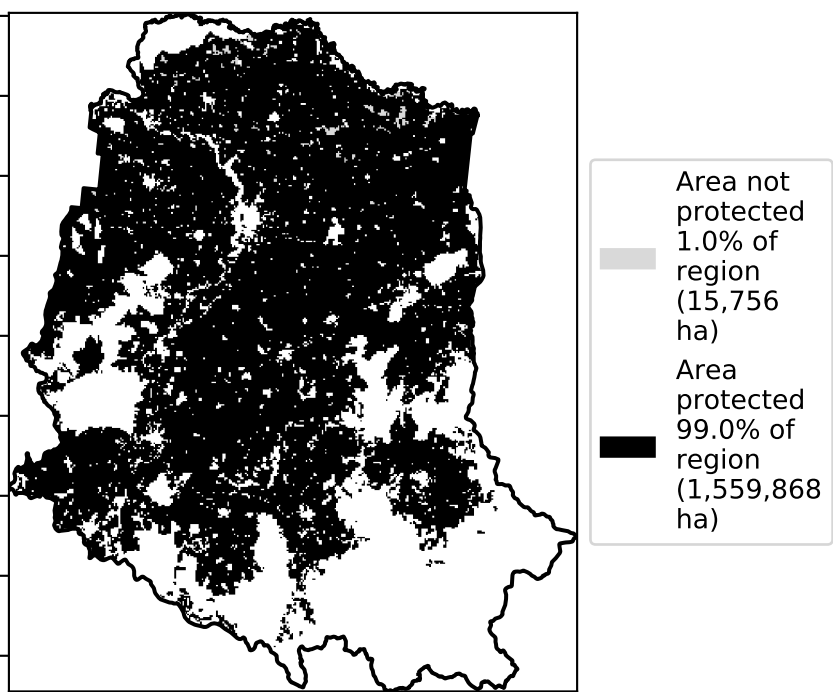 Area not
protected
1.0% of
region
(15,756
ha)
Area
protected
99.0% of
region
(1,559,868
ha)